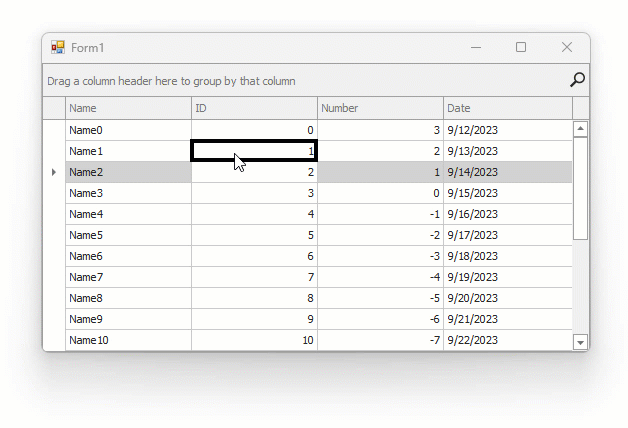 Form1
Drag a column header here to group by that column
Name ID Number Date
Name0 0 3 9/12/2023
Name1 1 2 9/13/2023
Name2 2 1 9/14/2023
Name3 3 0 9/15/2023
Name4 4 -1 9/16/2023
Name5 5 -2 9/17/2023
Name6 6 -3 9/18/2023
Name7 7 -4 9/19/2023
Name8 8 -5 9/20/2023
Name9 9 -6 9/21/2023
Name10 10 -7 9/22/2023